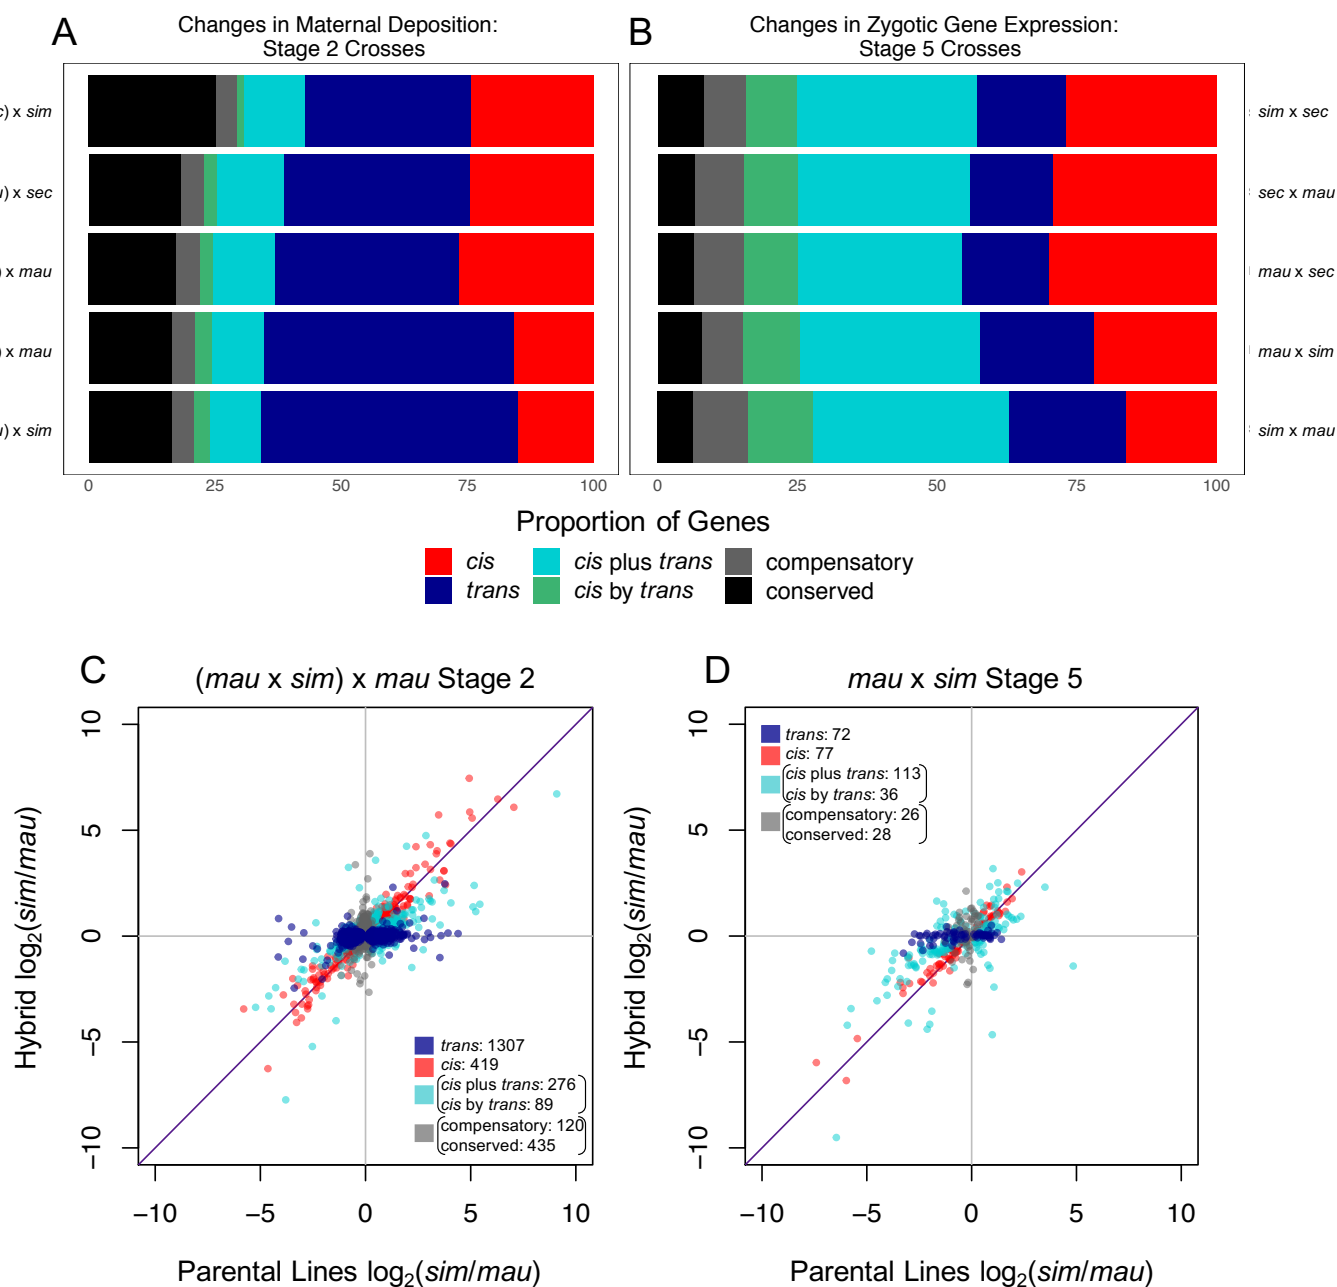 A
Changes in Maternal Deposition:
Stage 2 Crosses
B
Changes in Zygotic Gene Expression:
Stage 5 Crosses
c) x sim
u) x sec
) x mau
) x mau
u) x sim
sim x sec
sec x mau
mau x sec
mau x sim
sim x mau
0 25 50 75 100
0 25 50 75 100
Proportion of Genes
cis
cis plus trans
compensatory
trans
cis by trans
conserved
C
(mau x sim) x mau Stage 2
Hybrid log2(sim/mau)
10
5
0
−5
−10
trans: 1307
cis: 419
cis plus trans: 276
cis by trans: 89
compensatory: 120
conserved: 435
−10 −5 0 5 10
Parental Lines log2(sim/mau)
D
mau x sim Stage 5
Hybrid log2(sim/mau)
10
5
0
−5
−10
trans: 72
cis: 77
cis plus trans: 113
cis by trans: 36
compensatory: 26
conserved: 28
−10 −5 0 5 10
Parental Lines log2(sim/mau)